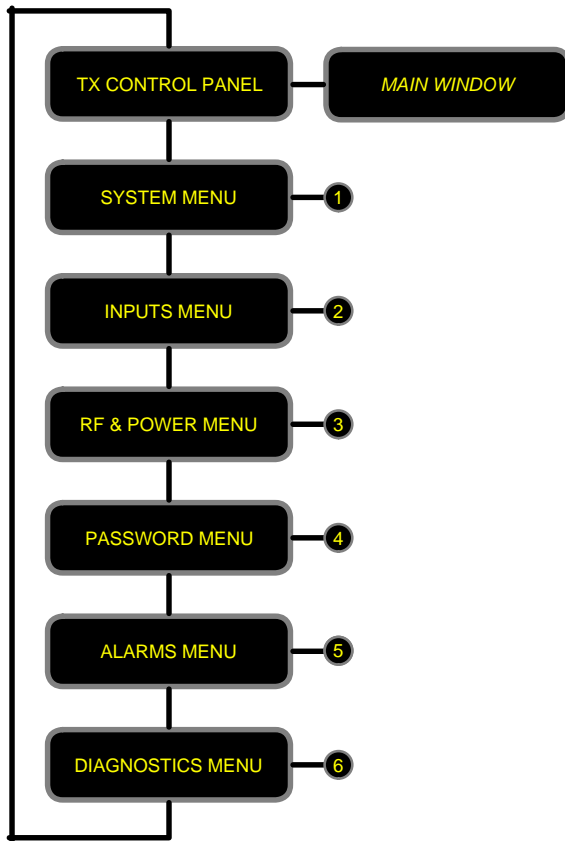 TX CONTROL PANEL
MAIN WINDOW
SYSTEM MENU
1
INPUTS MENU
2
RF & POWER MENU
3
PASSWORD MENU
4
ALARMS MENU
5
DIAGNOSTICS MENU
6